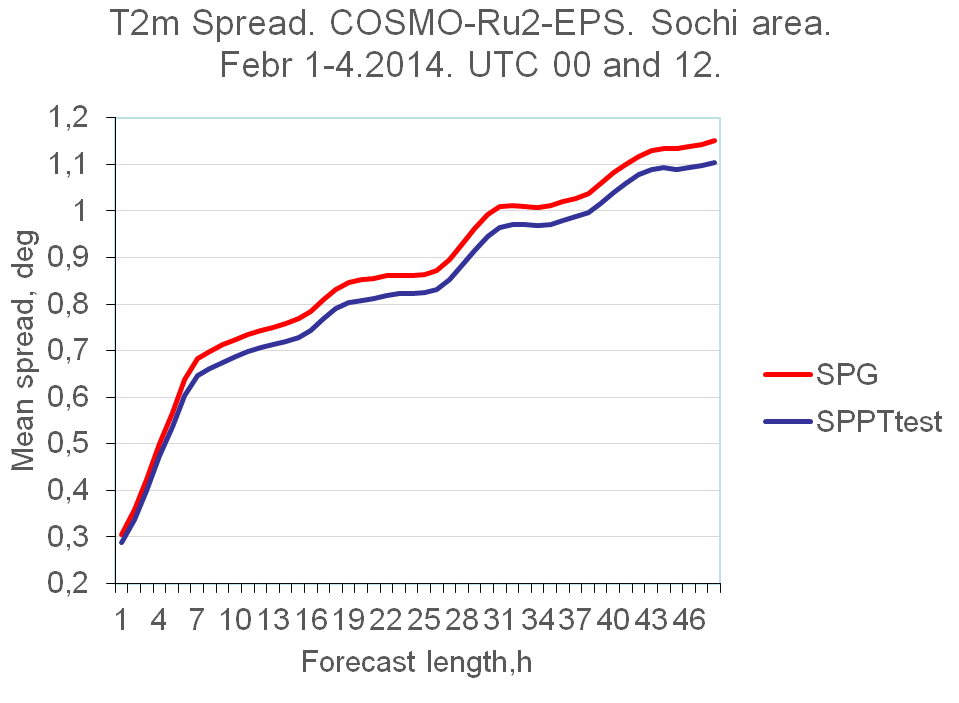 T2m Spread. COSMO-Ru2-EPS. Sochi area.
Febr 1-4.2014. UTC 00 and 12.
1,2
1,1
1
0,9
0,8
0,7
0,6
0,5
0,4
0,3
0,2
Mean spread, deg
1 4 7 10 13 16 19 22 25 28 31 34 37 40 43 46
Forecast length,h
SPG
SPPTtest